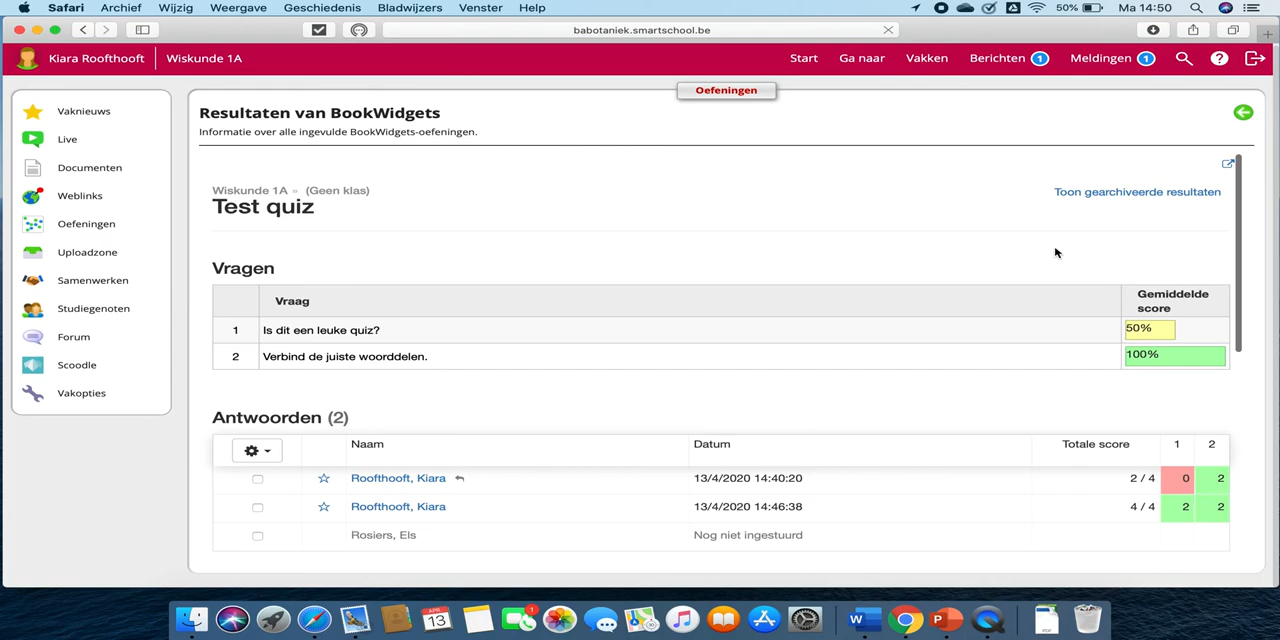 Safari Archief Wijzig Weergave Geschiedenis Bladwijzers Venster Help 50% Ma 14:50
babotaniek.smartschool.be
Kiara Roofthooft Wiskunde 1A Start Ga naar Vakken Berichten 1 Meldingen 1
Oefeningen
Vaknieuws
Live
Documenten
Weblinks
Oefeningen
Uploadzone
Samenwerken
Studiegenoten
Forum
Scoodle
Vakopties
Resultaten van BookWidgets
Informatie over alle ingevulde BookWidgets-oefeningen.
Wiskunde 1A » (Geen klas)
Toon gearchiveerde resultaten
Test quiz
Vragen
Vraag Gemiddelde score
1 Is dit een leuke quiz? 50%
2 Verbind de juiste woorddelen. 100%
Antwoorden (2)
Naam Datum Totale score 1 2
Roofthooft, Kiara 13/4/2020 14:40:20 2 / 4 0 2
Roofthooft, Kiara 13/4/2020 14:46:38 4 / 4 2 2
Rosiers, Els Nog niet ingestuurd
APR.
13
1
W P